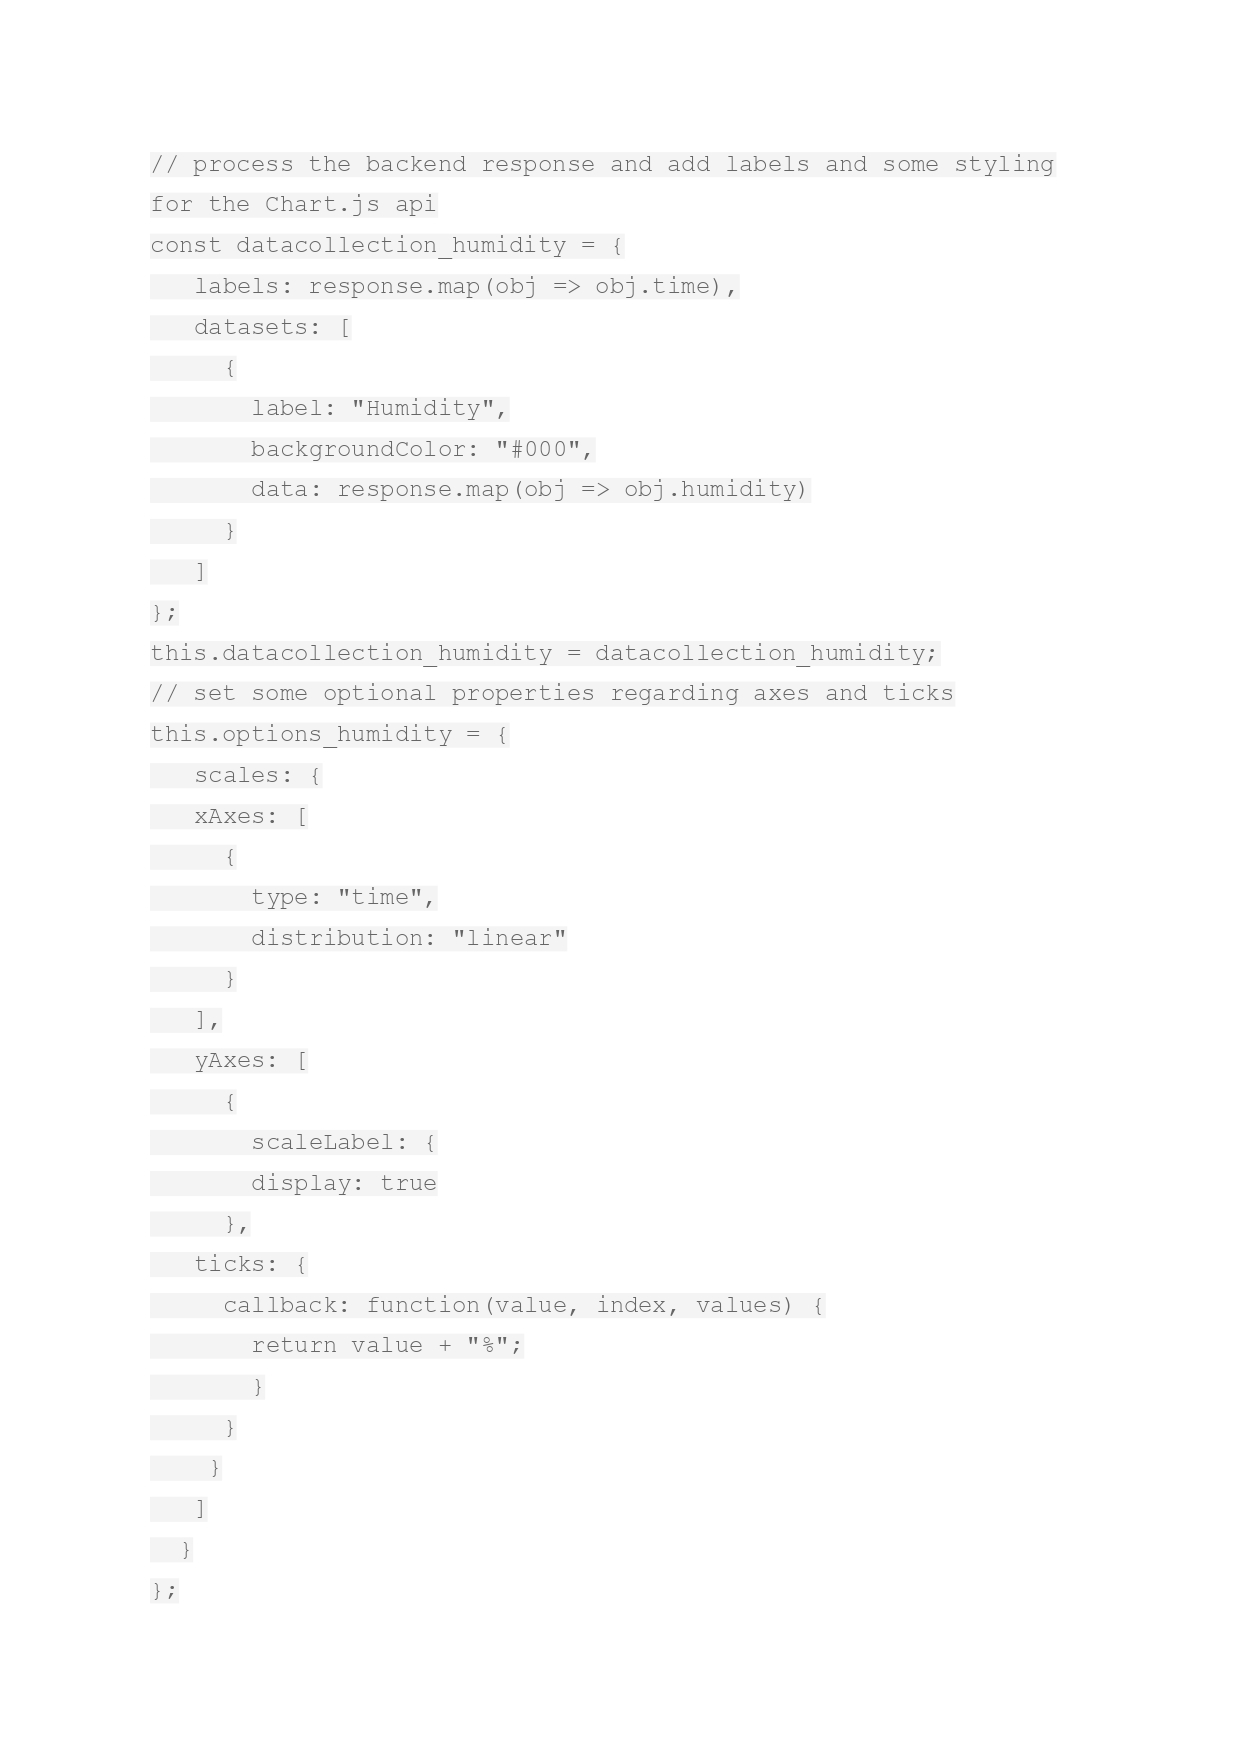 // process the backend response and add labels and some styling
for the Chart.js api
const datacollection_humidity = {
   labels: response.map(obj => obj.time),
   datasets: [
     {
       label: "Humidity",
       backgroundColor: "#000",
       data: response.map(obj => obj.humidity)
     }
   ]
};
this.datacollection_humidity = datacollection_humidity;
// set some optional properties regarding axes and ticks
this.options_humidity = {
   scales: {
   xAxes: [
     {
       type: "time",
       distribution: "linear"
     }
   ],
   yAxes: [
     {
       scaleLabel: {
       display: true
     },
   ticks: {
     callback: function(value, index, values) {
       return value + "%";
       }
     }
    }
   ]
  }
};